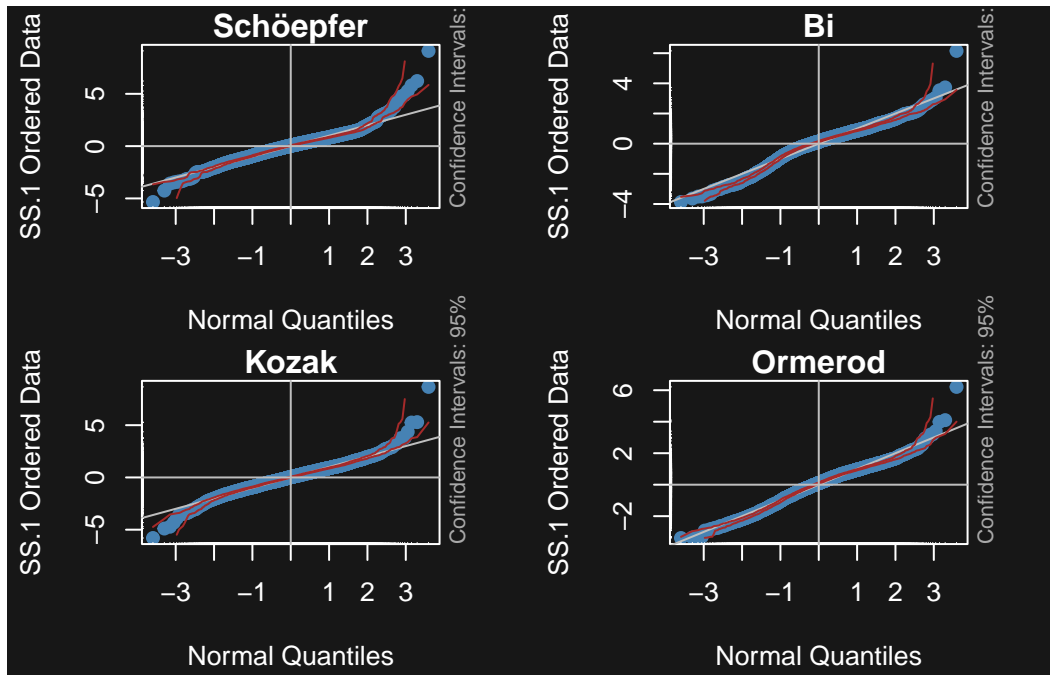 Schöepfer
SS.1 Ordered Data
5
0
−5
−3
−1
1
2
3
Normal Quantiles
Confidence Intervals:
Bi
SS.1 Ordered Data
4
0
−4
−3
−1
1
2
3
Normal Quantiles
Confidence Intervals: 95%
Kozak
SS.1 Ordered Data
5
0
−5
−3
−1
1
2
3
Normal Quantiles
Confidence Intervals: 95%
Ormerod
SS.1 Ordered Data
6
2
−2
−3
−1
1
2
3
Normal Quantiles
Confidence Intervals: 95%